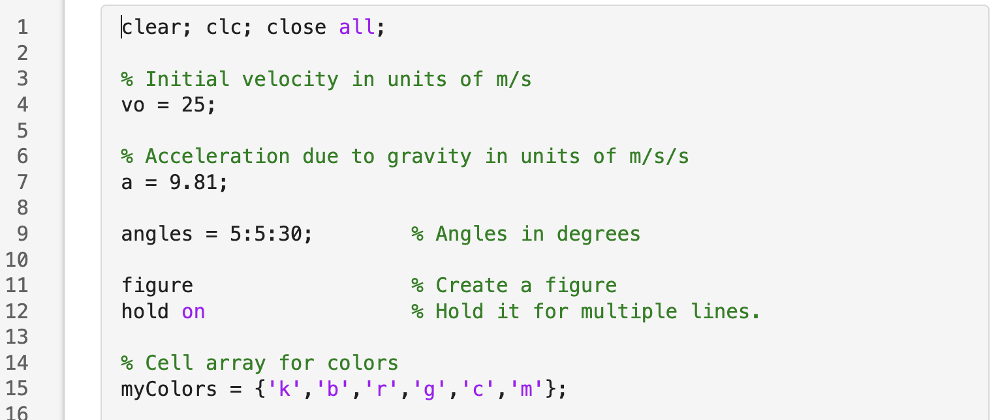 1 clear; clc; close all;
2
3 % Initial velocity in units of m/s
4 vo = 25;
5
6 % Acceleration due to gravity in units of m/s/s
7 a = 9.81;
8
9 angles = 5:5:30;        % Angles in degrees
10
11 figure                  % Create a figure
12 hold on                 % Hold it for multiple lines.
13
14 % Cell array for colors
15 myColors = {'k','b','r','g','c','m'};
16